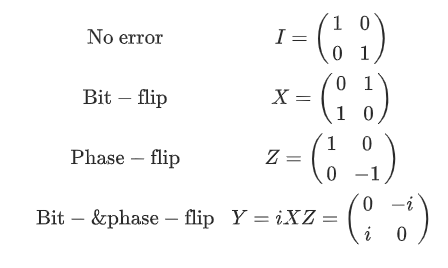 No error I = ( 1 0
0 1 )
Bit – flip X = ( 0 1
1 0 )
Phase – flip Z = ( 1 0
0 −1 )
Bit – &phase – flip Y = iXZ = ( 0 −i
i 0 )